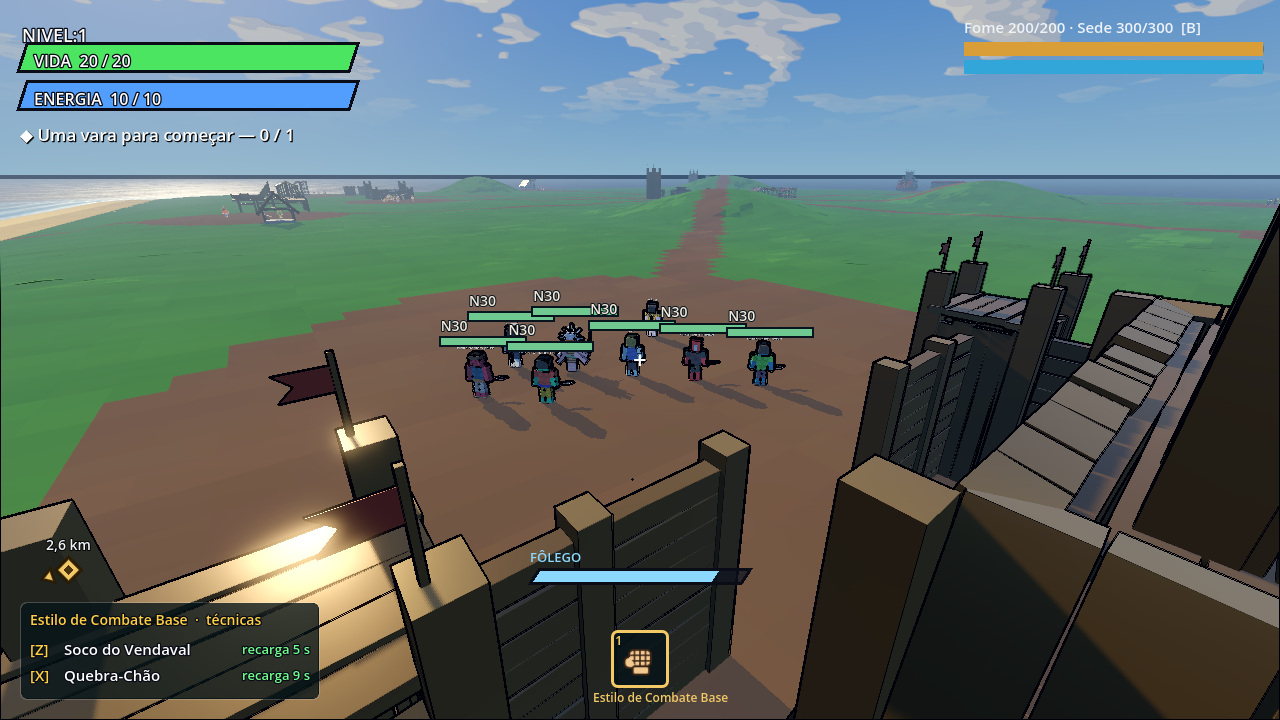 NIVEL:1
VIDA 20 / 20
ENERGIA 10 / 10
◆ Uma vara para começar — 0 / 1
Fome 200/200 · Sede 300/300 [B]
N30
N30
N30
N30
N30
N30
N30
2,6 km
FÔLEGO
Estilo de Combate Base · técnicas
[Z] Soco do Vendaval recarga 5 s
[X] Quebra-Chão recarga 9 s
1
Estilo de Combate Base